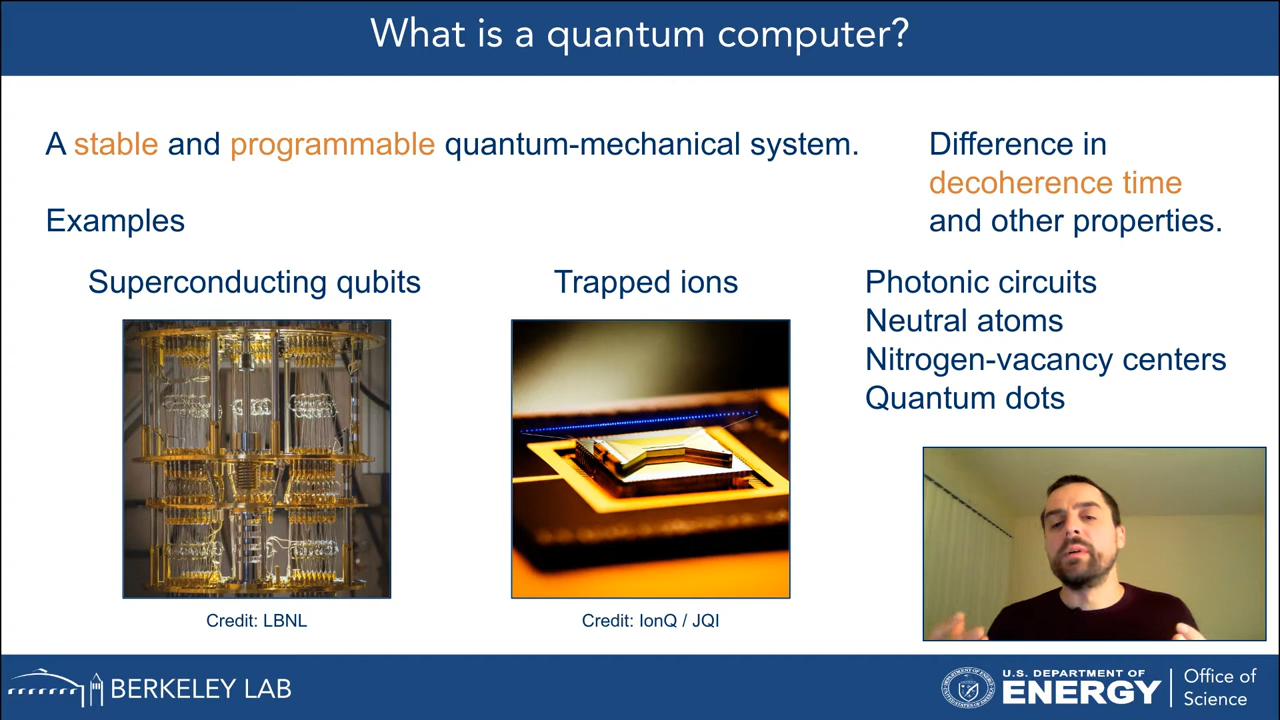 What is a quantum computer?
A stable and programmable quantum-mechanical system.
Difference in
decoherence time
and other properties.
Examples
Superconducting qubits
Trapped ions
Photonic circuits
Neutral atoms
Nitrogen-vacancy centers
Quantum dots
Credit: LBNL
Credit: IonQ / JQI
BERKELEY LAB
U.S. DEPARTMENT OF
ENERGY
Office of
Science